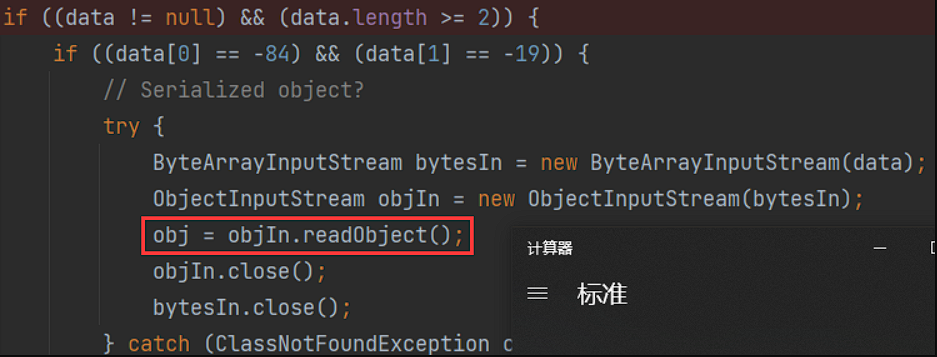 if ((data != null) && (data.length >= 2)) {
if ((data[0] == -84) && (data[1] == -19)) {
// Serialized object?
try {
ByteArrayInputStream bytesIn = new ByteArrayInputStream(data);
ObjectInputStream objIn = new ObjectInputStream(bytesIn);
obj = objIn.readObject();
objIn.close();
bytesIn.close();
} catch (ClassNotFoundException c
计算器
标准